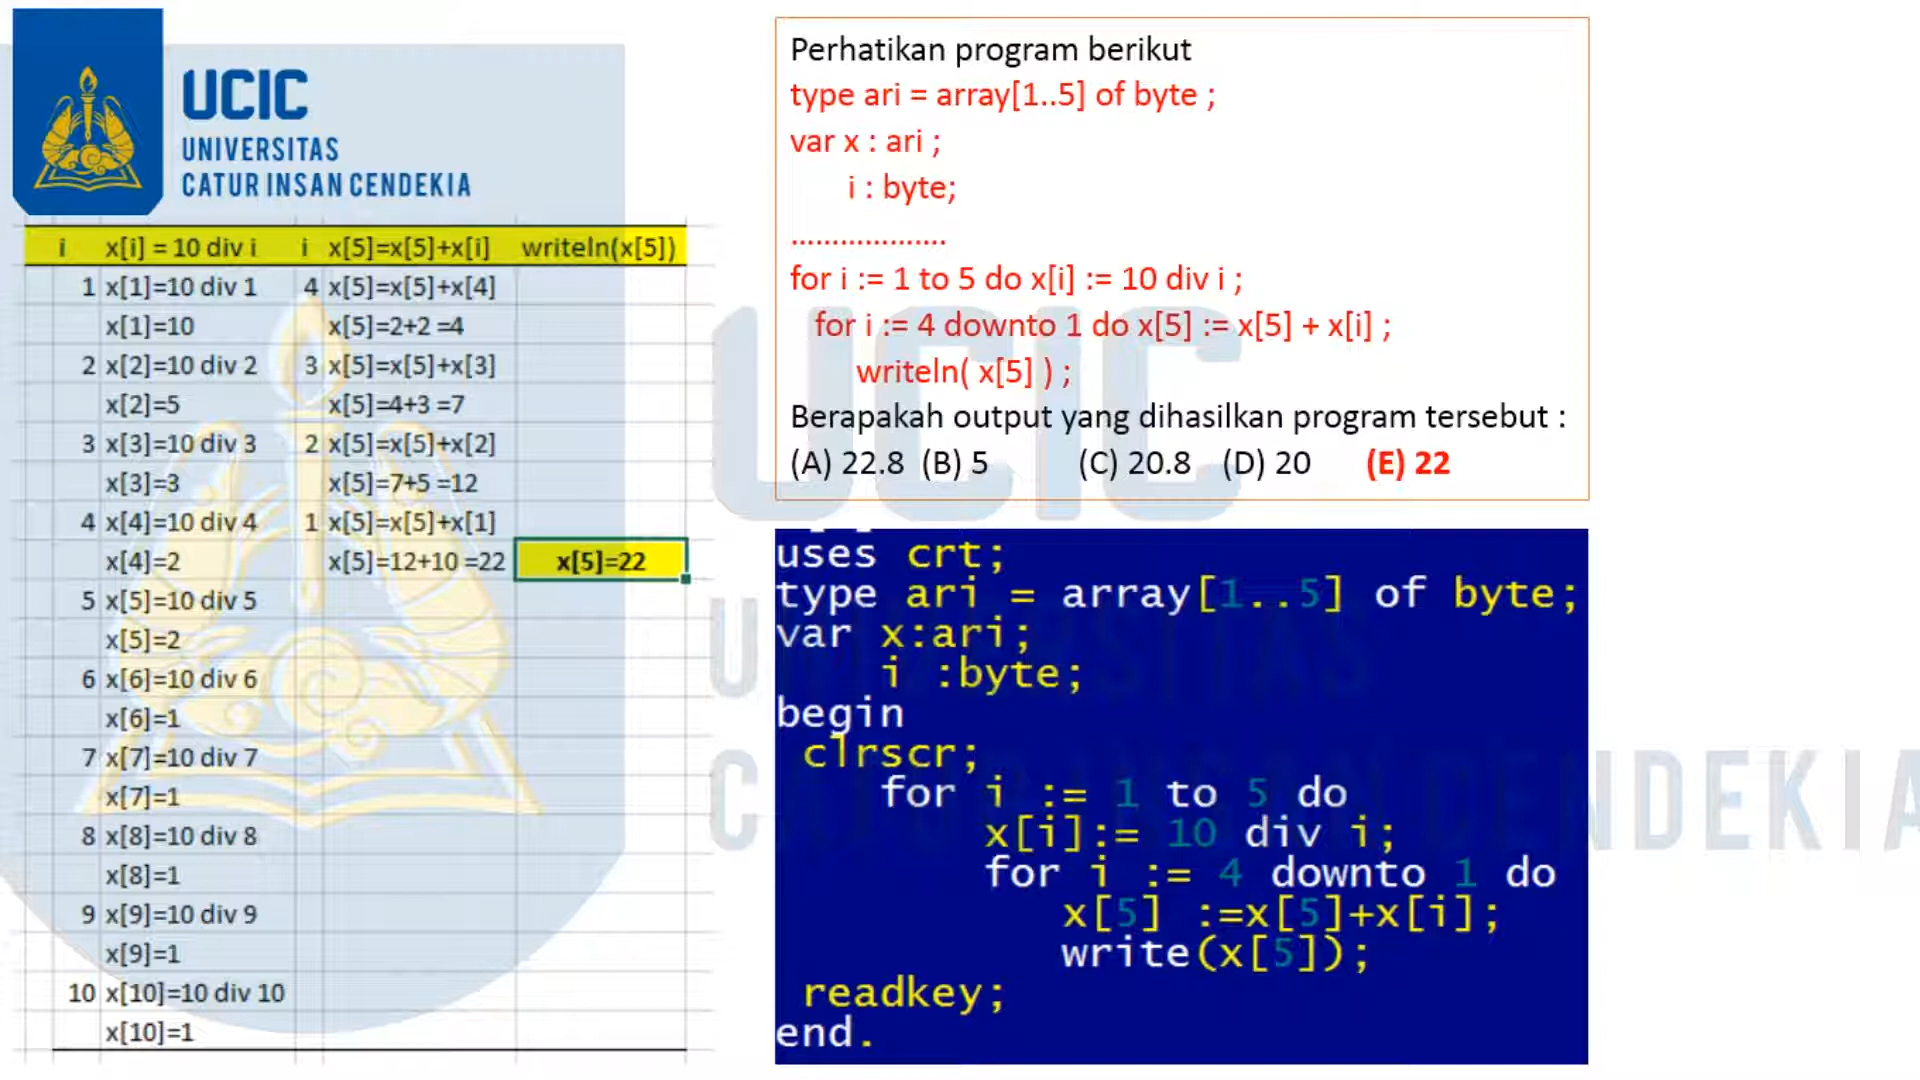 UCIC
UNIVERSITAS
CATUR INSAN CENDEKIA
i x[i] = 10 div i i x[5]=x[5]+x[i] writeln(x[5])
1 x[1]=10 div 1 4 x[5]=x[5]+x[4]
x[1]=10 x[5]=2+2 =4
2 x[2]=10 div 2 3 x[5]=x[5]+x[3]
x[2]=5 x[5]=4+3 =7
3 x[3]=10 div 3 2 x[5]=x[5]+x[2]
x[3]=3 x[5]=7+5 =12
4 x[4]=10 div 4 1 x[5]=x[5]+x[1]
x[4]=2 x[5]=12+10 =22 x[5]=22
5 x[5]=10 div 5
x[5]=2
6 x[6]=10 div 6
x[6]=1
7 x[7]=10 div 7
x[7]=1
8 x[8]=10 div 8
x[8]=1
9 x[9]=10 div 9
x[9]=1
10 x[10]=10 div 10
x[10]=1
Perhatikan program berikut
type ari = array[1..5] of byte ;
var x : ari ;
i : byte;
...................
for i := 1 to 5 do x[i] := 10 div i ;
for i := 4 downto 1 do x[5] := x[5] + x[i] ;
writeln( x[5] ) ;
Berapakah output yang dihasilkan program tersebut :
(A) 22.8 (B) 5 (C) 20.8 (D) 20 (E) 22
uses crt;
type ari = array[1..5] of byte;
var x:ari;
i :byte;
begin
clrscr;
for i := 1 to 5 do
x[i]:= 10 div i;
for i := 4 downto 1 do
x[5] :=x[5]+x[i];
write(x[5]);
readkey;
end.
UCIC
UNIVERSITAS
CATUR INSAN CENDEKIA